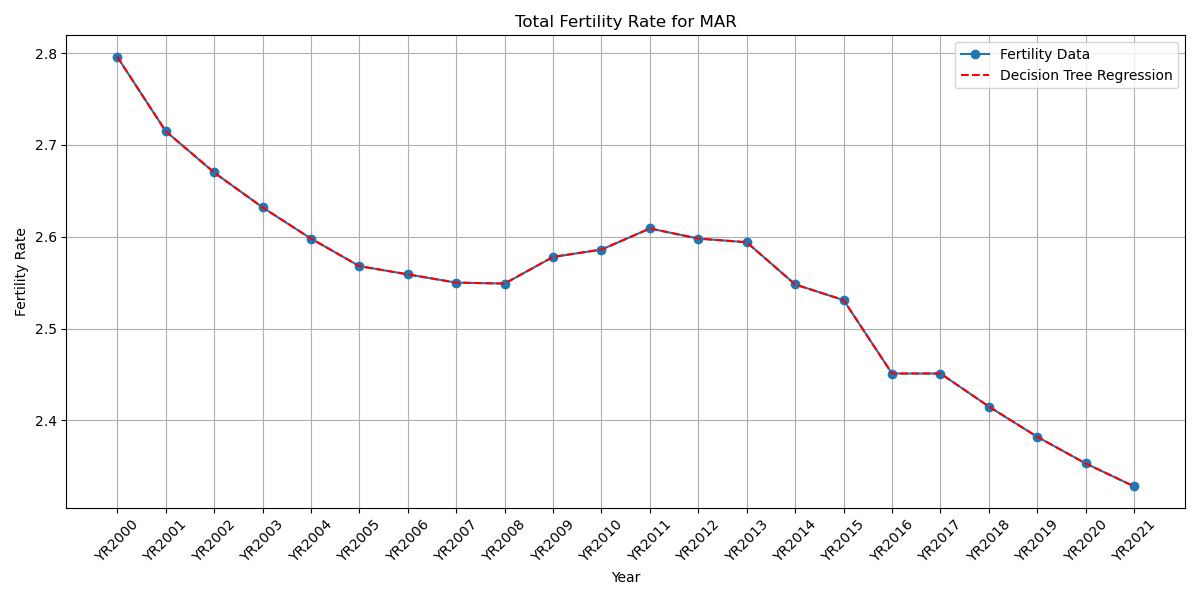 Total Fertility Rate for MAR
Fertility Data
Decision Tree Regression
Fertility Rate
2.8
2.7
2.6
2.5
2.4
YR2000
YR2001
YR2002
YR2003
YR2004
YR2005
YR2006
YR2007
YR2008
YR2009
YR2010
YR2011
YR2012
YR2013
YR2014
YR2015
YR2016
YR2017
YR2018
YR2019
YR2020
YR2021
Year